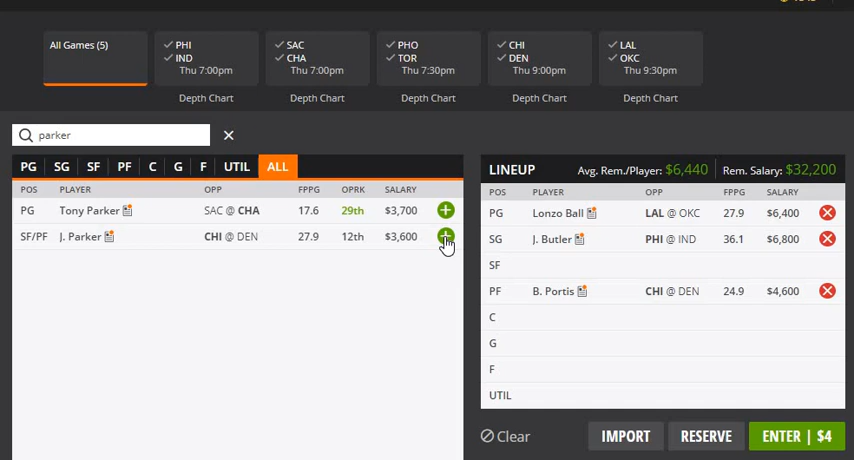 All Games (5)
PHI
IND
Thu 7:00pm
SAC
CHA
Thu 7:00pm
PHO
TOR
Thu 7:30pm
CHI
DEN
Thu 9:00pm
LAL
OKC
Thu 9:30pm
Depth Chart
Depth Chart
Depth Chart
Depth Chart
Depth Chart
parker
PG SG SF PF C G F UTIL ALL
POS PLAYER OPP FPPG OPRK SALARY
PG Tony Parker SAC @ CHA 17.6 29th $3,700
SF/PF J. Parker CHI @ DEN 27.9 12th $3,600
LINEUP Avg. Rem./Player: $6,440 Rem. Salary: $32,200
POS PLAYER OPP FPPG SALARY
PG Lonzo Ball LAL @ OKC 27.9 $6,400
SG J. Butler PHI @ IND 36.1 $6,800
SF
PF B. Portis CHI @ DEN 24.9 $4,600
C
G
F
UTIL
Clear IMPORT RESERVE ENTER | $4